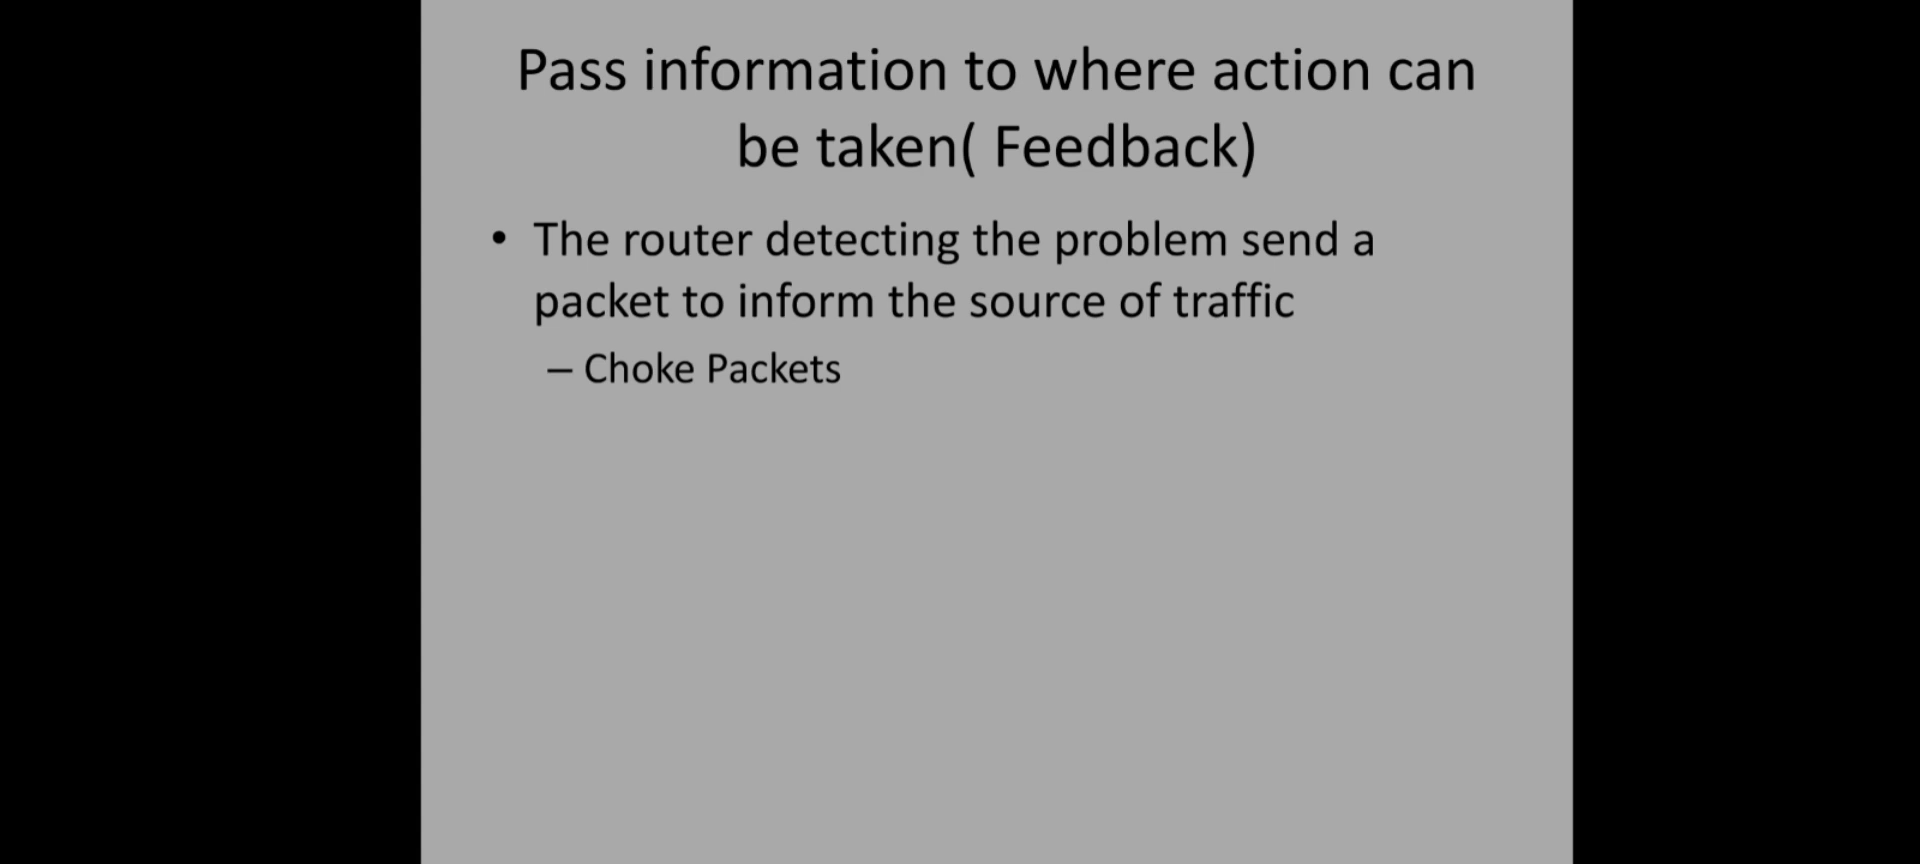 Pass information to where action can
be taken( Feedback)
• The router detecting the problem send a
packet to inform the source of traffic
– Choke Packets